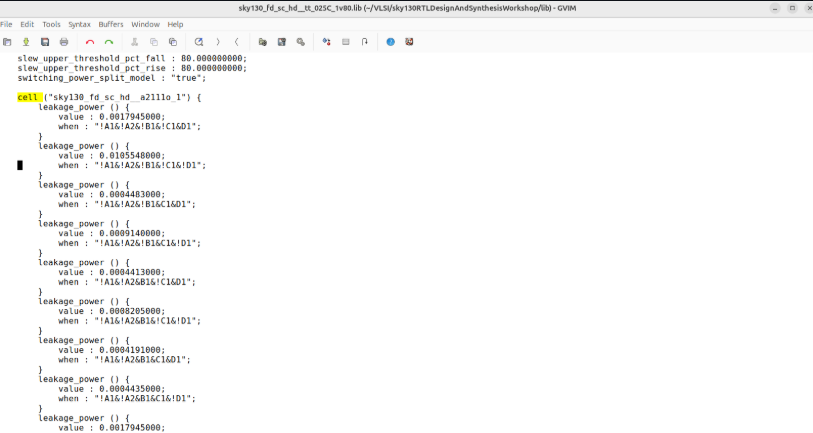 sky130_fd_sc_hd__tt_025C_1v80.lib (~/VLSI/sky130RTLDesignAndSynthesisWorkshop/lib) - GVIM
File Edit Tools Syntax Buffers Window Help
slew_upper_threshold_pct_fall : 80.000000000;
slew_upper_threshold_pct_rise : 80.000000000;
switching_power_split_model : "true";
cell ("sky130_fd_sc_hd__a2111o_1") {
leakage_power () {
value : 0.0017945000;
when : "!A1&!A2&!B1&!C1&D1";
}
leakage_power () {
value : 0.0105548000;
when : "!A1&!A2&!B1&!C1&!D1";
}
leakage_power () {
value : 0.0004483000;
when : "!A1&!A2&!B1&C1&D1";
}
leakage_power () {
value : 0.0009140000;
when : "!A1&!A2&!B1&C1&!D1";
}
leakage_power () {
value : 0.0004413000;
when : "!A1&!A2&B1&!C1&D1";
}
leakage_power () {
value : 0.0008205000;
when : "!A1&!A2&B1&!C1&!D1";
}
leakage_power () {
value : 0.0004191000;
when : "!A1&!A2&B1&C1&D1";
}
leakage_power () {
value : 0.0004435000;
when : "!A1&!A2&B1&C1&!D1";
}
leakage_power () {
value : 0.0017945000;